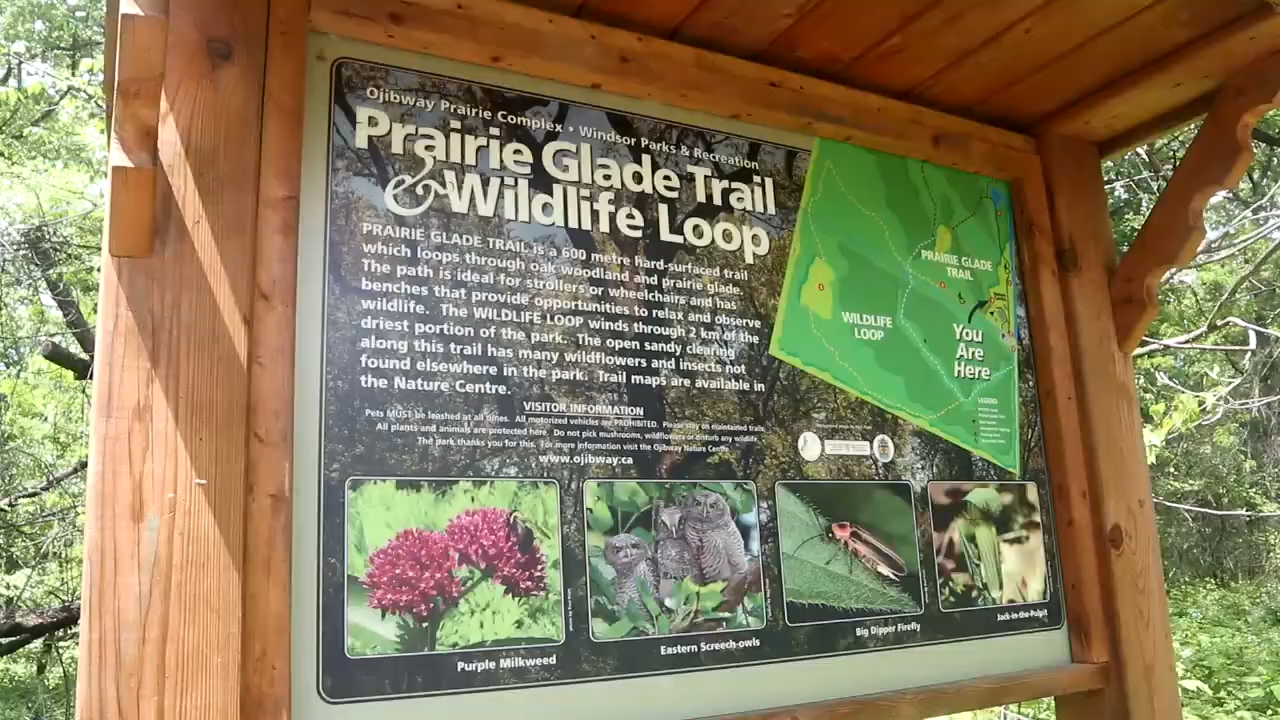 Ojibway Prairie Complex • Windsor Parks & Recreation
Prairie Glade Trail
& Wildlife Loop
PRAIRIE GLADE TRAIL is a 600 metre hard-surfaced trail
which loops through oak woodland and prairie glade.
The path is ideal for strollers or wheelchairs and has
benches that provide opportunities to relax and observe
wildlife. The WILDLIFE LOOP winds through 2 km of the
driest portion of the park. The open sandy clearing
along this trail has many wildflowers and insects not
found elsewhere in the park. Trail maps are available in
the Nature Centre.
VISITOR INFORMATION
Pets MUST be leashed at all times. All motorized vehicles are PROHIBITED. Please stay on maintained trails.
All plants and animals are protected here. Do not pick mushrooms, wildflowers or disturb any wildlife.
The park thanks you for this. For more information visit the Ojibway Nature Centre.
www.ojibway.ca
PRAIRIE GLADE
TRAIL
WILDLIFE
LOOP
You
Are
Here
LEGEND
Purple Milkweed
Eastern Screech-owls
Big Dipper Firefly
Jack-in-the-Pulpit